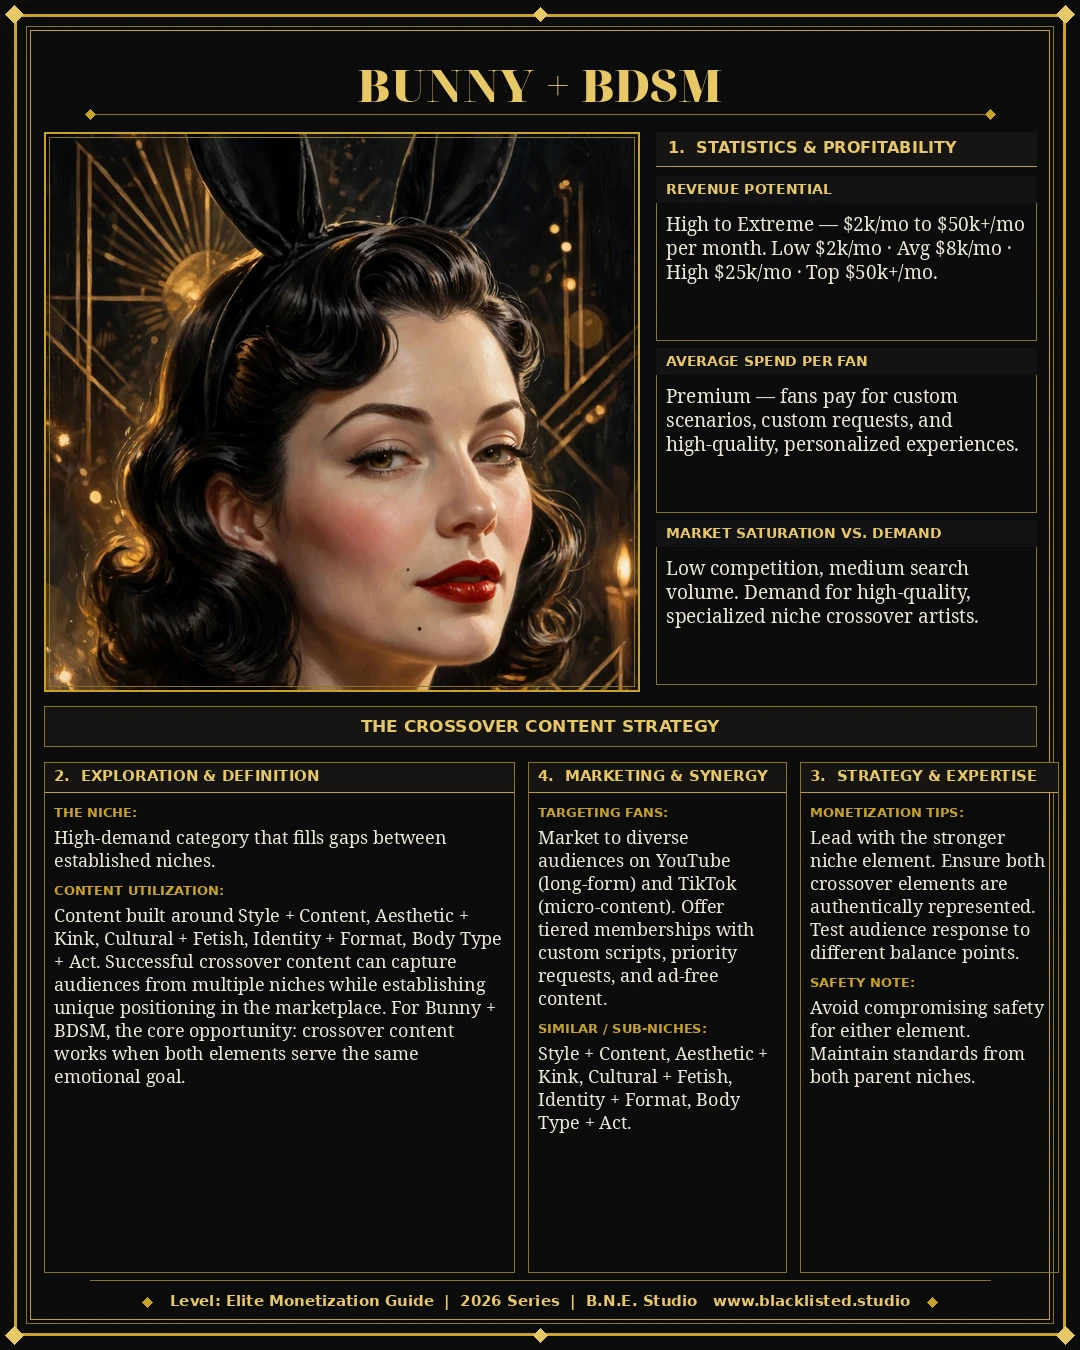 BUNNY + BDSM
1. STATISTICS & PROFITABILITY
REVENUE POTENTIAL
High to Extreme — $2k/mo to $50k+/mo
per month. Low $2k/mo · Avg $8k/mo ·
High $25k/mo · Top $50k+/mo.
AVERAGE SPEND PER FAN
Premium — fans pay for custom
scenarios, custom requests, and
high-quality, personalized experiences.
MARKET SATURATION VS. DEMAND
Low competition, medium search
volume. Demand for high-quality,
specialized niche crossover artists.
THE CROSSOVER CONTENT STRATEGY
2. EXPLORATION & DEFINITION
THE NICHE:
High-demand category that fills gaps between
established niches.
CONTENT UTILIZATION:
Content built around Style + Content, Aesthetic +
Kink, Cultural + Fetish, Identity + Format, Body Type
+ Act. Successful crossover content can capture
audiences from multiple niches while establishing
unique positioning in the marketplace. For Bunny +
BDSM, the core opportunity: crossover content
works when both elements serve the same
emotional goal.
4. MARKETING & SYNERGY
TARGETING FANS:
Market to diverse
audiences on YouTube
(long-form) and TikTok
(micro-content). Offer
tiered memberships with
custom scripts, priority
requests, and ad-free
content.
SIMILAR / SUB-NICHES:
Style + Content, Aesthetic +
Kink, Cultural + Fetish,
Identity + Format, Body
Type + Act.
3. STRATEGY & EXPERTISE
MONETIZATION TIPS:
Lead with the stronger
niche element. Ensure both
crossover elements are
authentically represented.
Test audience response to
different balance points.
SAFETY NOTE:
Avoid compromising safety
for either element.
Maintain standards from
both parent niches.
Level: Elite Monetization Guide | 2026 Series | B.N.E. Studio www.blacklisted.studio